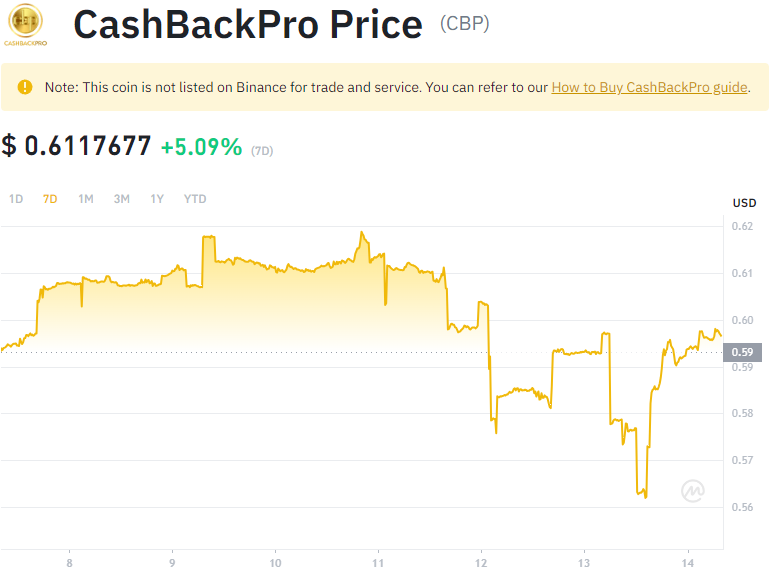 CashBackPro Price (CBP)
CASHBACKPRO
Note: This coin is not listed on Binance for trade and service. You can refer to our How to Buy CashBackPro guide.
$ 0.6117677 +5.09% (7D)
1D 7D 1M 3M 1Y YTD
USD
0.62
0.61
0.60
0.59
0.59
0.58
0.57
0.56
8 9 10 11 12 13 14